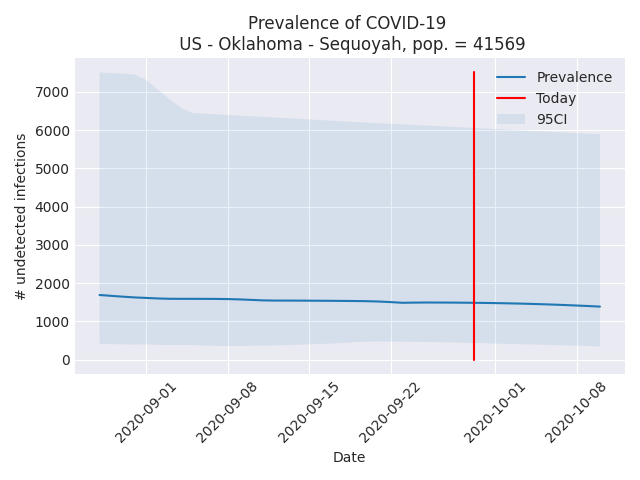 Prevalence of COVID-19
US - Oklahoma - Sequoyah, pop. = 41569
Prevalence
Today
95CI
7000
6000
5000
4000
3000
2000
1000
0
# undetected infections
2020-09-01
2020-09-08
2020-09-15
2020-09-22
2020-10-01
2020-10-08
Date